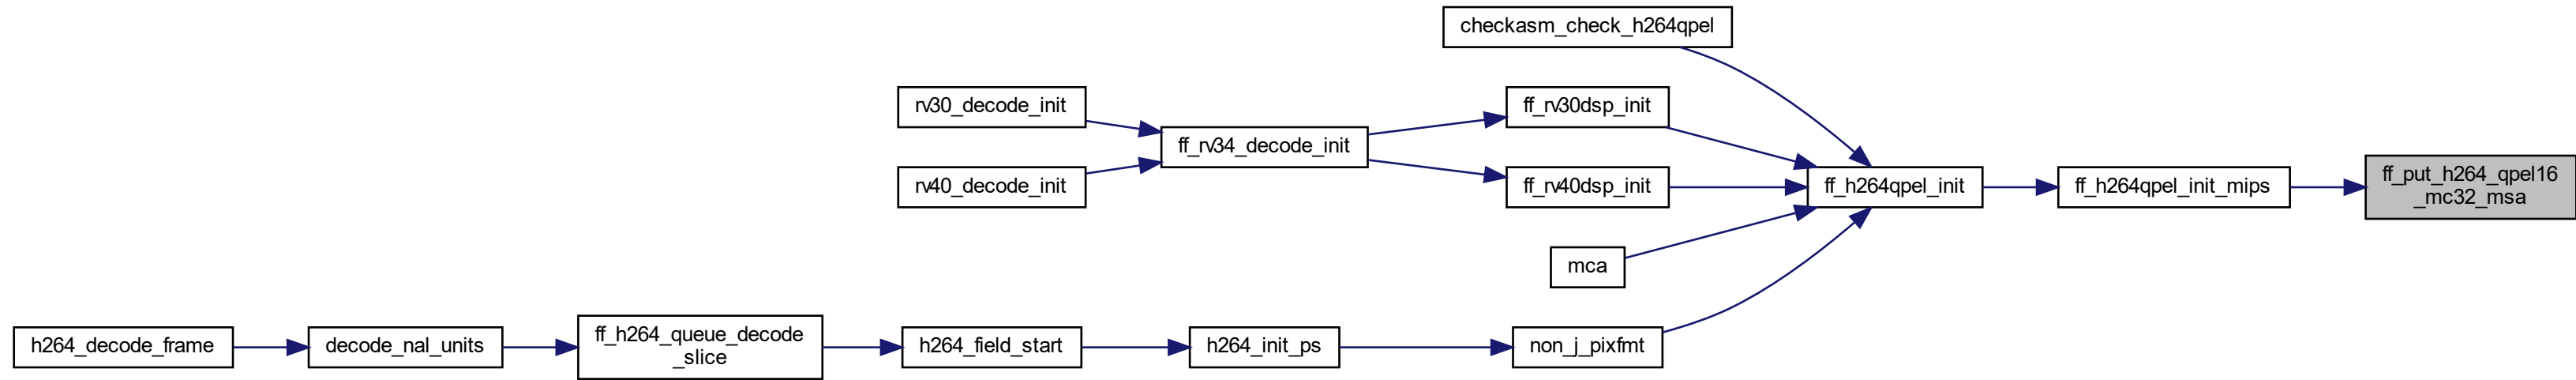 checkasm_check_h264qpel
rv30_decode_init
ff_rv30dsp_init
ff_rv34_decode_init
rv40_decode_init
ff_rv40dsp_init
ff_h264qpel_init
ff_h264qpel_init_mips
ff_put_h264_qpel16
_mc32_msa
mca
h264_decode_frame
decode_nal_units
ff_h264_queue_decode
_slice
h264_field_start
h264_init_ps
non_j_pixfmt